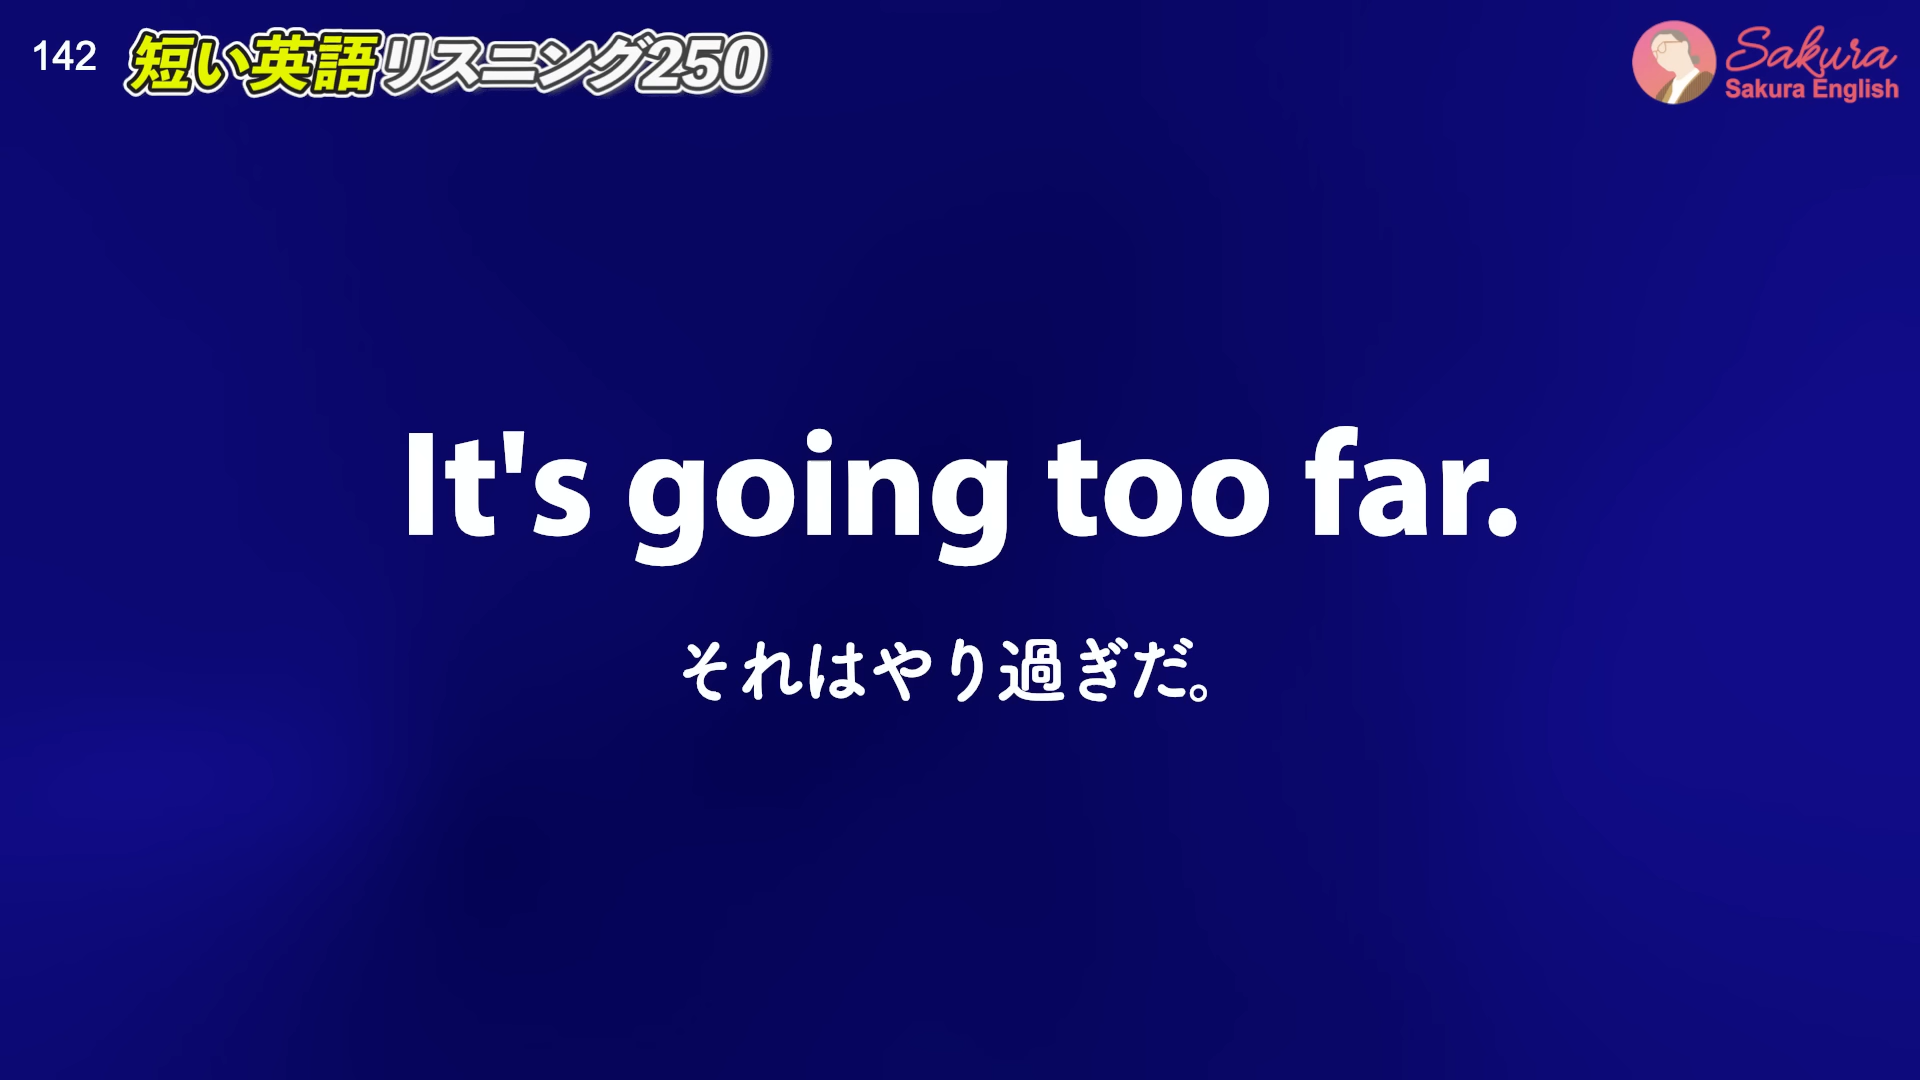 142 短い英語リスニング250
Sakura
Sakura English
It's going too far.
それはやり過ぎだ。